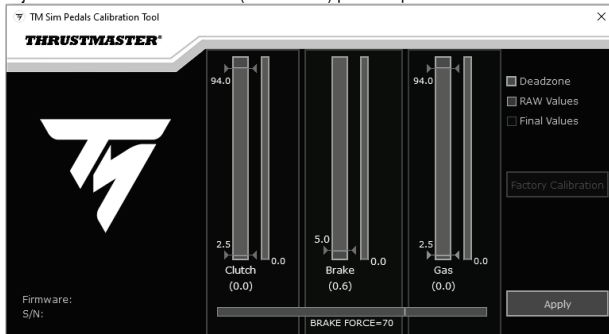 TM Sim Pedals Calibration Tool
THRUSTMASTER®
94.0
2.5
0.0
Clutch
(0.0)
5.0
0.0
Brake
(0.6)
94.0
2.5
0.0
Gas
(0.0)
BRAKE FORCE=70
Deadzone
RAW Values
Final Values
Factory Calibration
Apply
Firmware:
S/N: